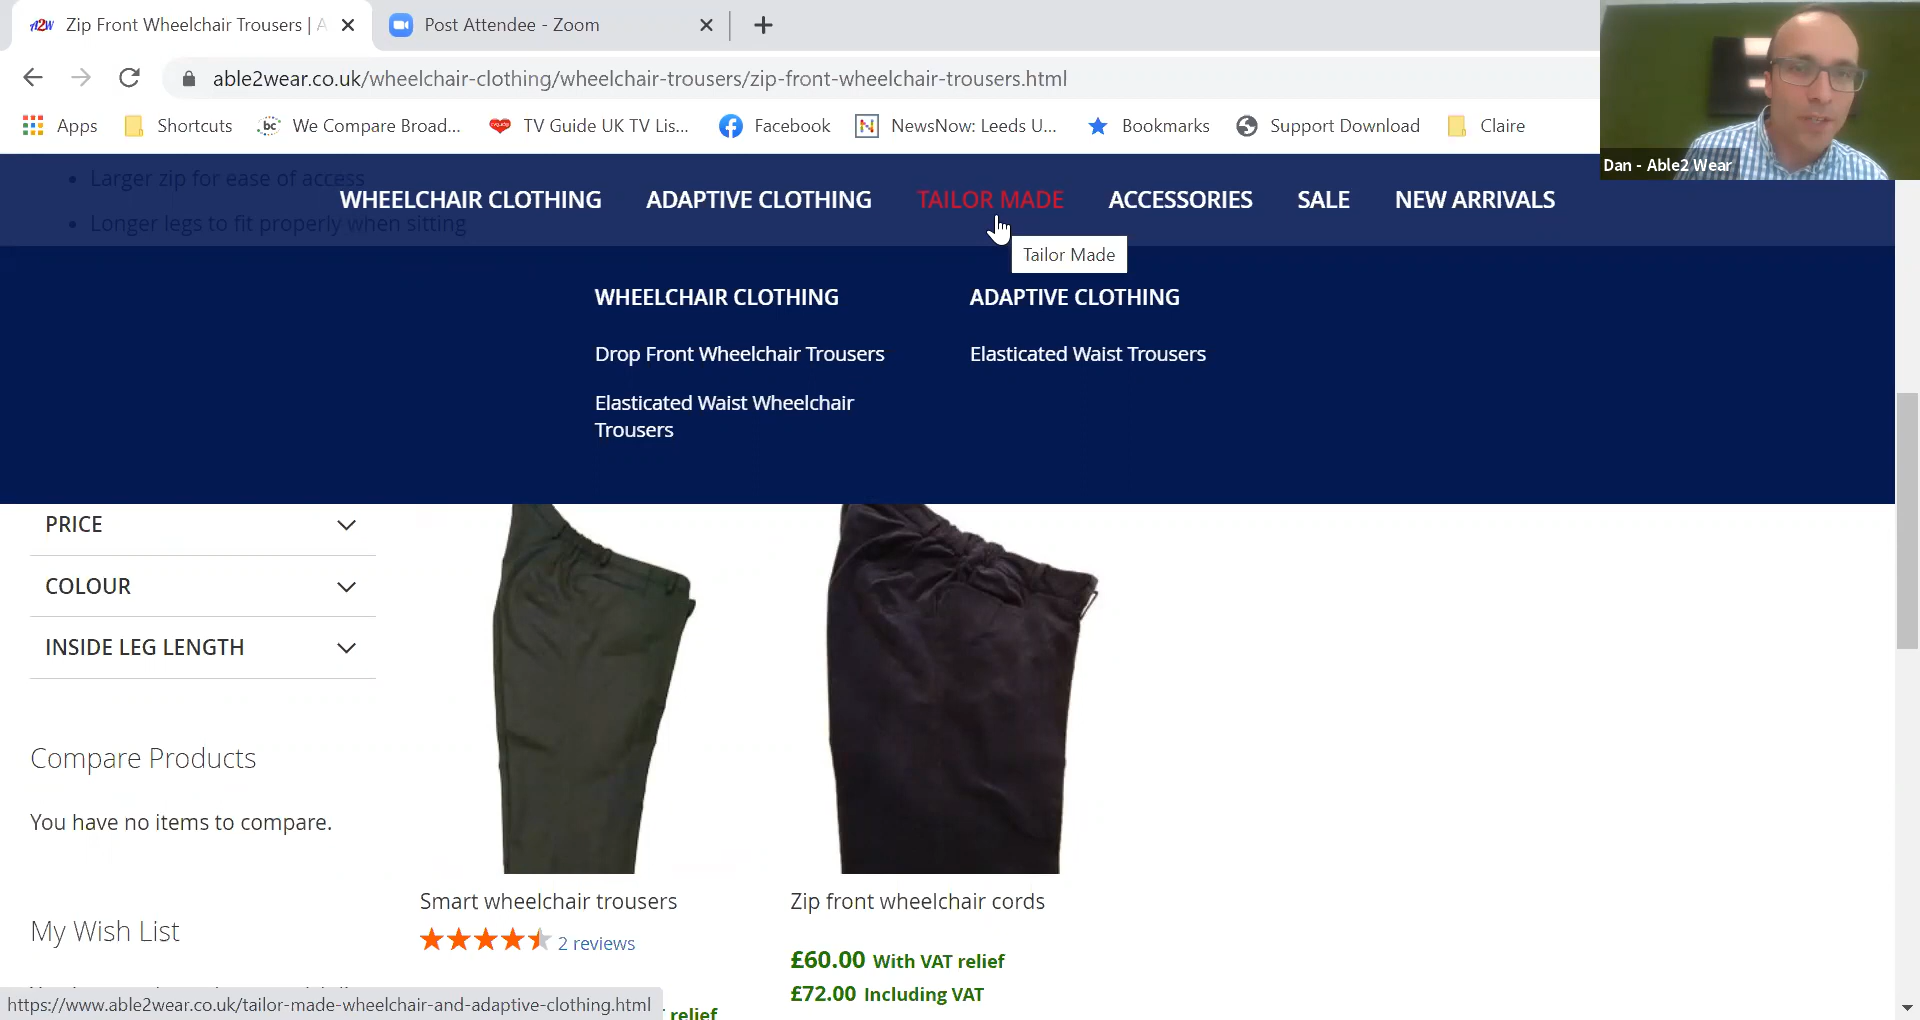 A2W Zip Front Wheelchair Trousers | A
Post Attendee - Zoom
able2wear.co.uk/wheelchair-clothing/wheelchair-trousers/zip-front-wheelchair-trousers.html
Apps Shortcuts bc We Compare Broad... TV Guide UK TV Lis... Facebook N NewsNow: Leeds U... Bookmarks Support Download Claire
Dan - Able2 Wear
Larger zip for ease of access
WHEELCHAIR CLOTHING ADAPTIVE CLOTHING TAILOR MADE ACCESSORIES SALE NEW ARRIVALS
Longer legs to fit properly when sitting
Tailor Made
WHEELCHAIR CLOTHING
Drop Front Wheelchair Trousers
Elasticated Waist Wheelchair
Trousers
ADAPTIVE CLOTHING
Elasticated Waist Trousers
PRICE
COLOUR
INSIDE LEG LENGTH
Compare Products
You have no items to compare.
My Wish List
Smart wheelchair trousers
2 reviews
relief
Zip front wheelchair cords
£60.00 With VAT relief
£72.00 Including VAT
https://www.able2wear.co.uk/tailor-made-wheelchair-and-adaptive-clothing.html